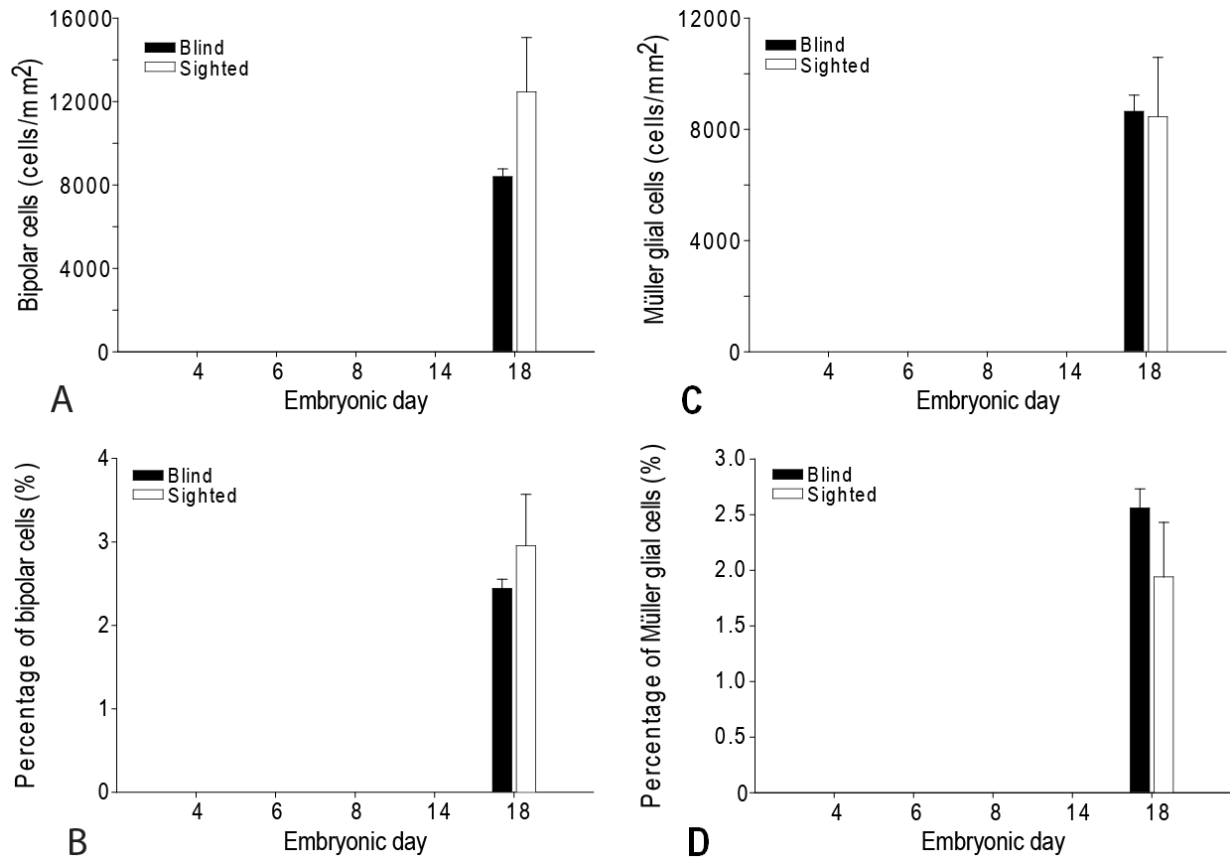 Bipolar cells (cells/mm2)
16000
12000
8000
4000
0
Blind
Sighted
4 6 8 14 18
Embryonic day
A
Müller glial cells (cells/mm2)
12000
8000
4000
0
Blind
Sighted
4 6 8 14 18
Embryonic day
C
Percentage of bipolar cells (%)
4
3
2
1
0
Blind
Sighted
4 6 8 14 18
Embryonic day
B
Percentage of Müller glial cells (%)
3.0
2.5
2.0
1.5
1.0
0.5
0
Blind
Sighted
4 6 8 14 18
Embryonic day
D